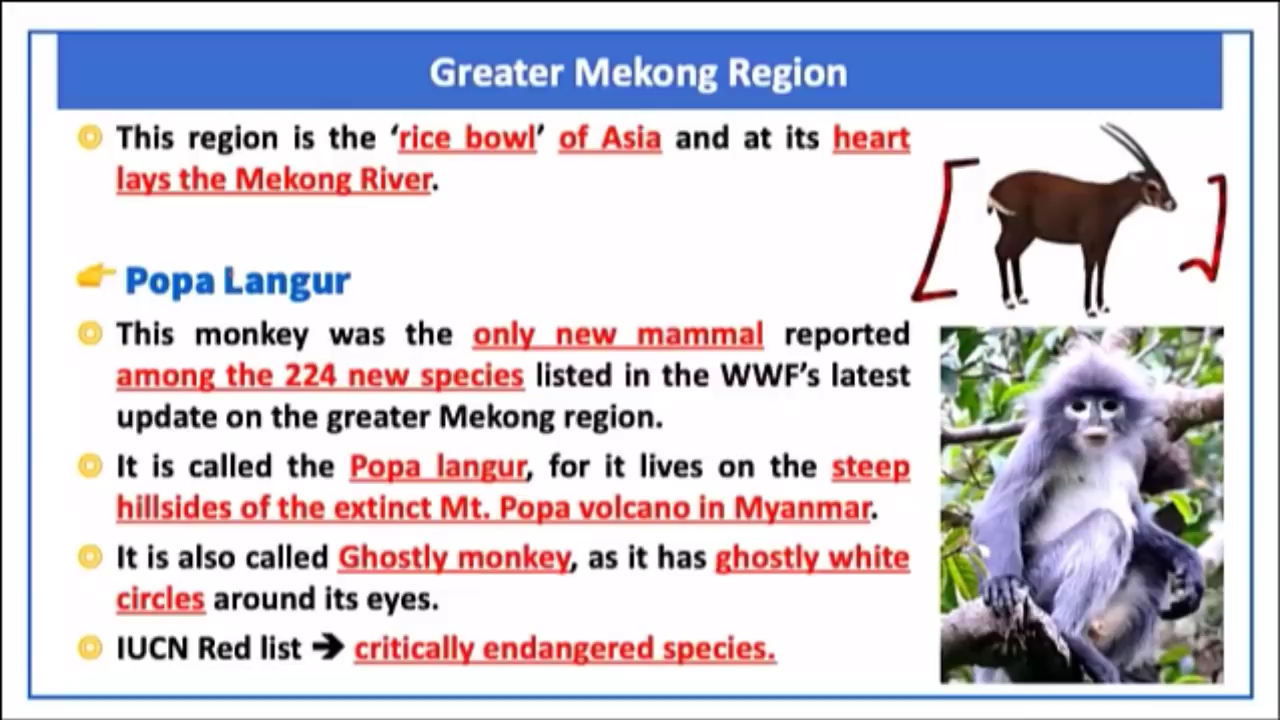 Greater Mekong Region
This region is the ‘rice bowl’ of Asia and at its heart
lays the Mekong River.
Popa Langur
This monkey was the only new mammal reported
among the 224 new species listed in the WWF’s latest
update on the greater Mekong region.
It is called the Popa langur, for it lives on the steep
hillsides of the extinct Mt. Popa volcano in Myanmar.
It is also called Ghostly monkey, as it has ghostly white
circles around its eyes.
IUCN Red list ➔ critically endangered species.